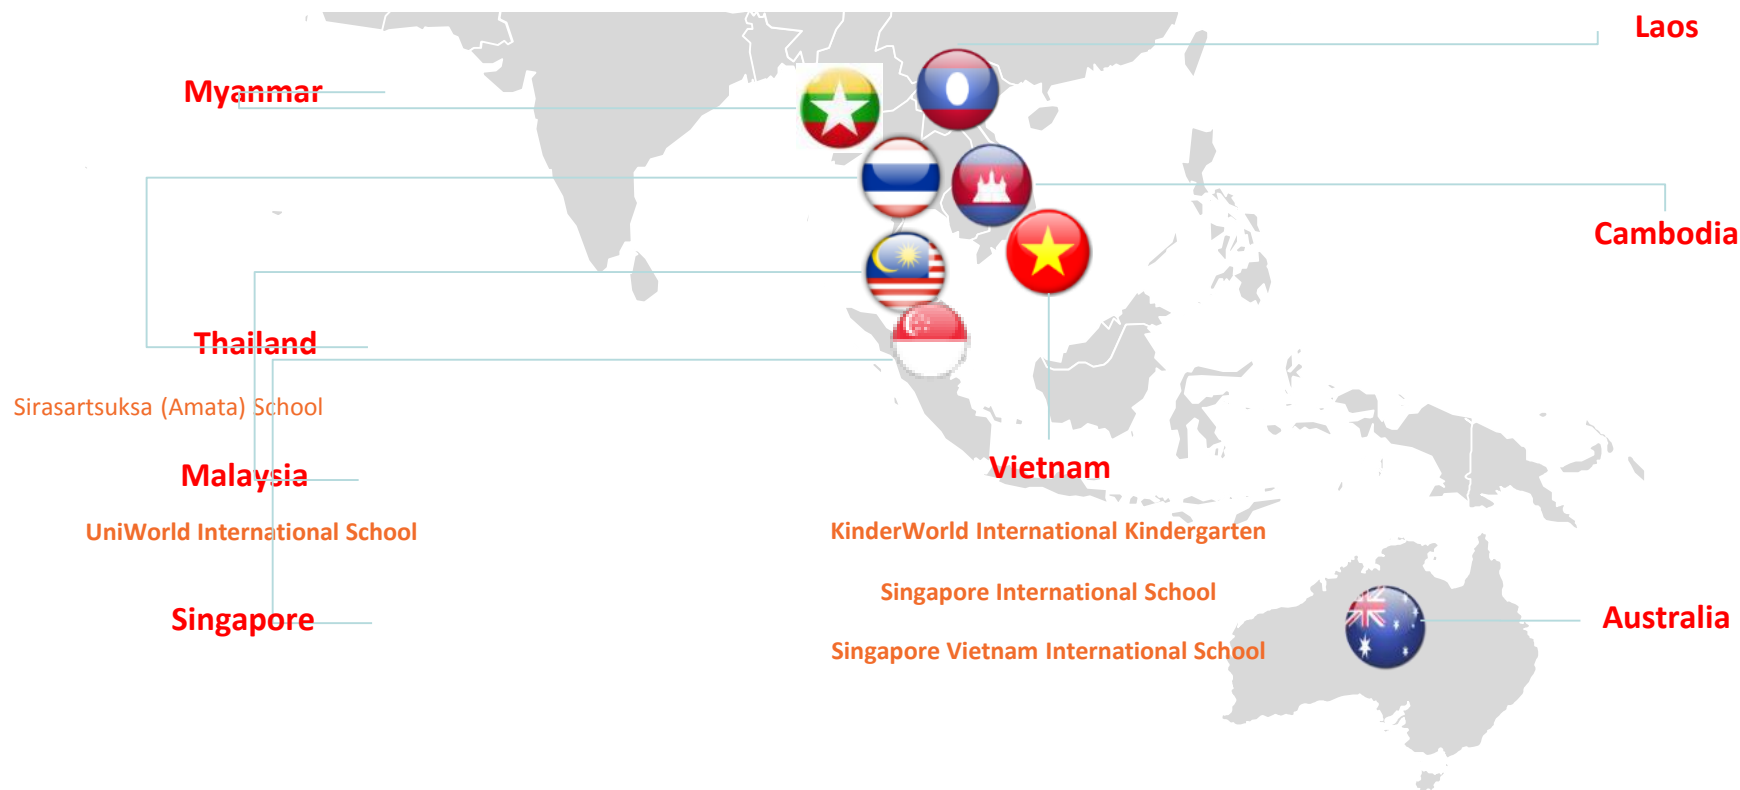 Laos
Myanmar
Cambodia
Thailand
Sirasartsuksa (Amata) School
Malaysia
UniWorld International School
Singapore
Vietnam
KinderWorld International Kindergarten
Singapore International School
Singapore Vietnam International School
Australia